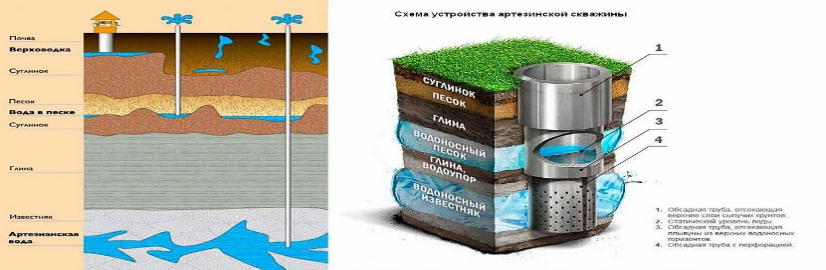 Почва
Верховодка
Суглинок
Песок
Вода в песке
Суглинок
Глина
Известняк
Артезианская
вода
Схема устройства артезинской скважины
СУГЛИНОК
ПЕСОК
ГЛИНА
ВОДОНОСНЫЙ
ПЕСОК
ГЛИНА,
ВОДОУПОР
ВОДОНОСНЫЙ
ИЗВЕСТНЯК
1
2
3
4
1. Обсадная труба, отсекающая
верхние слои сыпучих грунтов.
2. Статический уровень воды.
3. Обсадная труба, отсекающая
плывуны из верхних водоносных
горизонтов.
4. Обсадная труба с перфорацией.